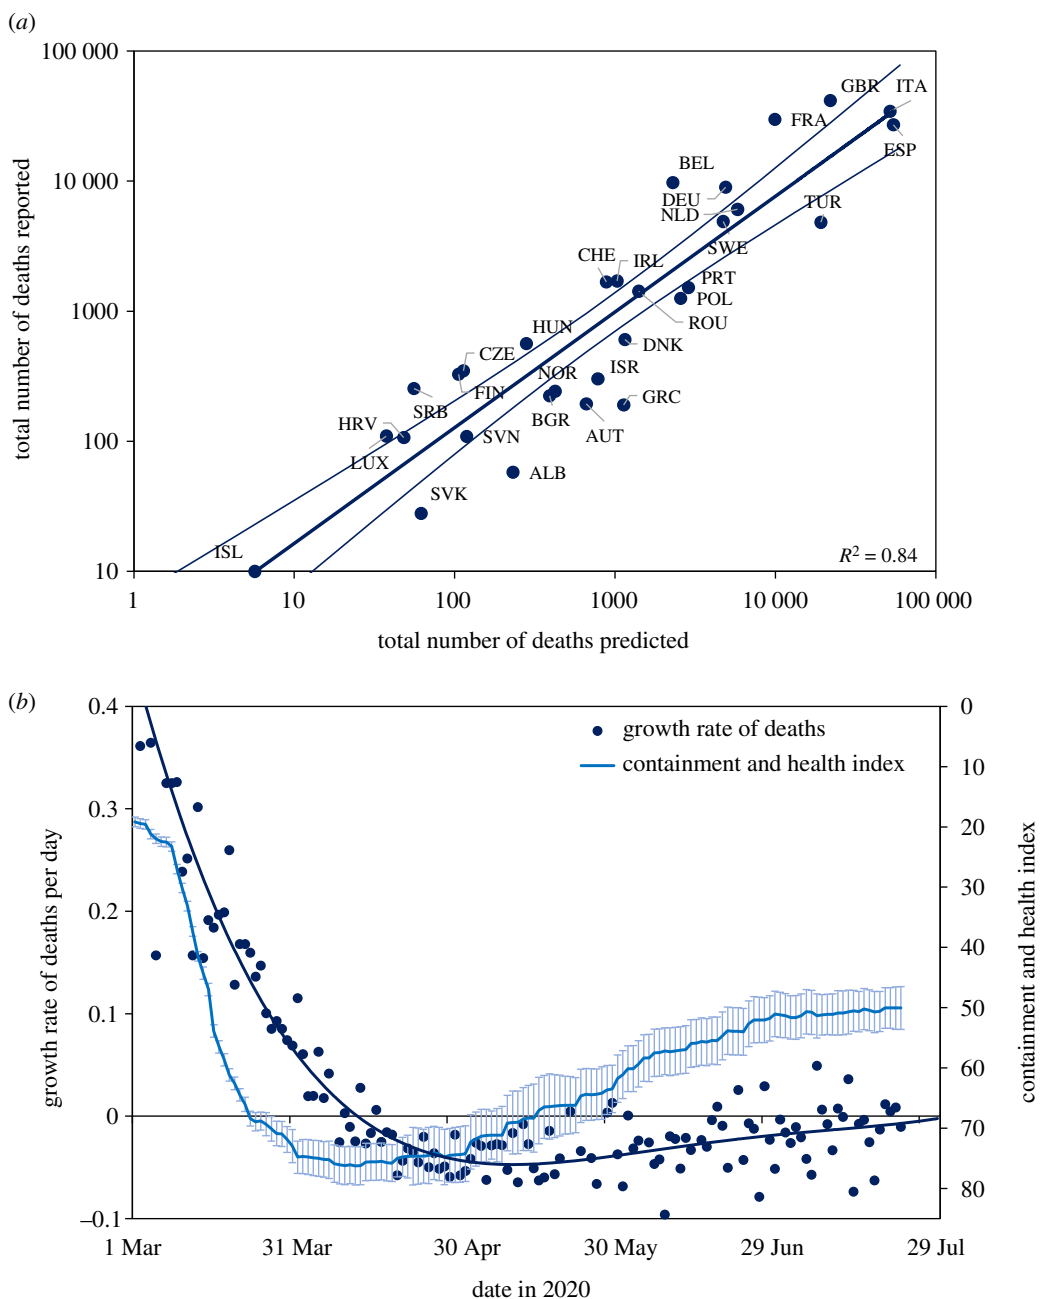 (a)
100 000
10 000
1000
100
10
total number of deaths reported
GBR
ITA
FRA
ESP
BEL
DEU
NLD
TUR
SWE
CHE
IRL
PRT
POL
ROU
HUN
DNK
CZE
NOR
ISR
FIN
SRB
GRC
BGR
HRV
AUT
SVN
LUX
ALB
SVK
ISL
R² = 0.84
1
10
100
1000
10 000
100 000
total number of deaths predicted
(b)
0.4
0.3
0.2
0.1
0
–0.1
growth rate of deaths per day
growth rate of deaths
containment and health index
0
10
20
30
40
50
60
70
80
containment and health index
1 Mar
31 Mar
30 Apr
30 May
29 Jun
29 Jul
date in 2020